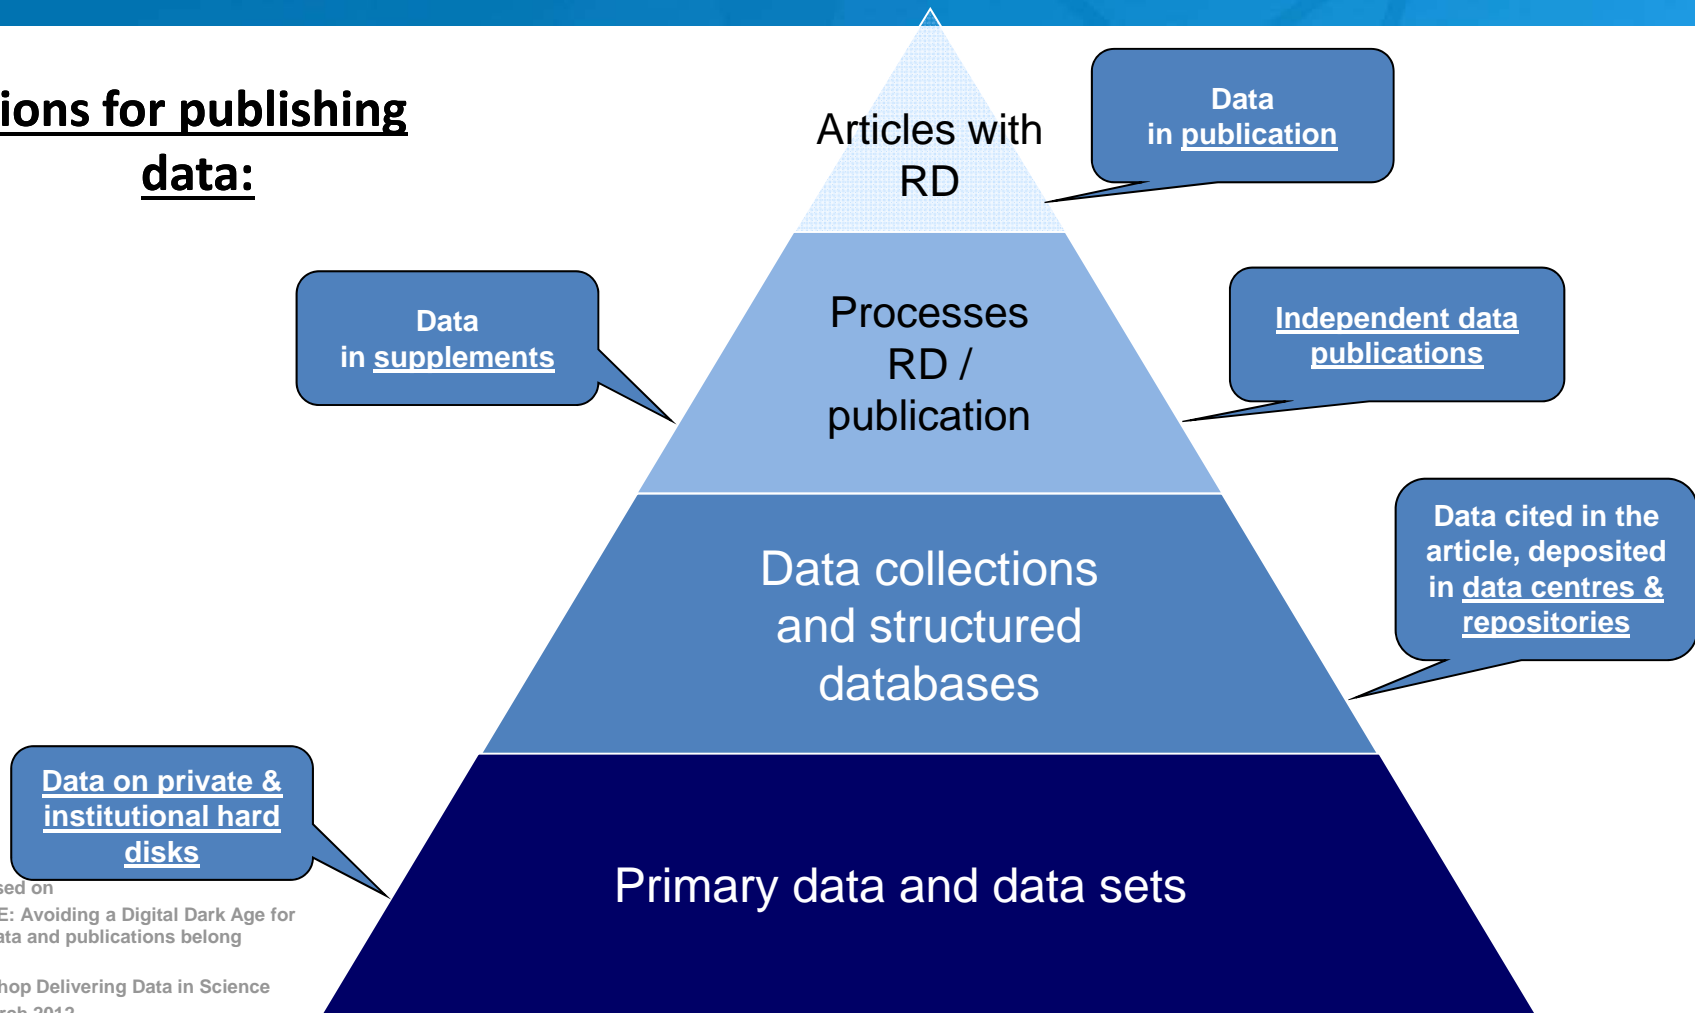 ions for publishing
data:
Articles with
RD
Data
in publication
Processes
RD /
publication
Data
in supplements
Independent data
publications
Data collections
and structured
databases
Data cited in the
article, deposited
in data centres &
repositories
Primary data and data sets
Data on private &
institutional hard
disks
sed on
E: Avoiding a Digital Dark Age for
ata and publications belong
hop Delivering Data in Science
rch 2012